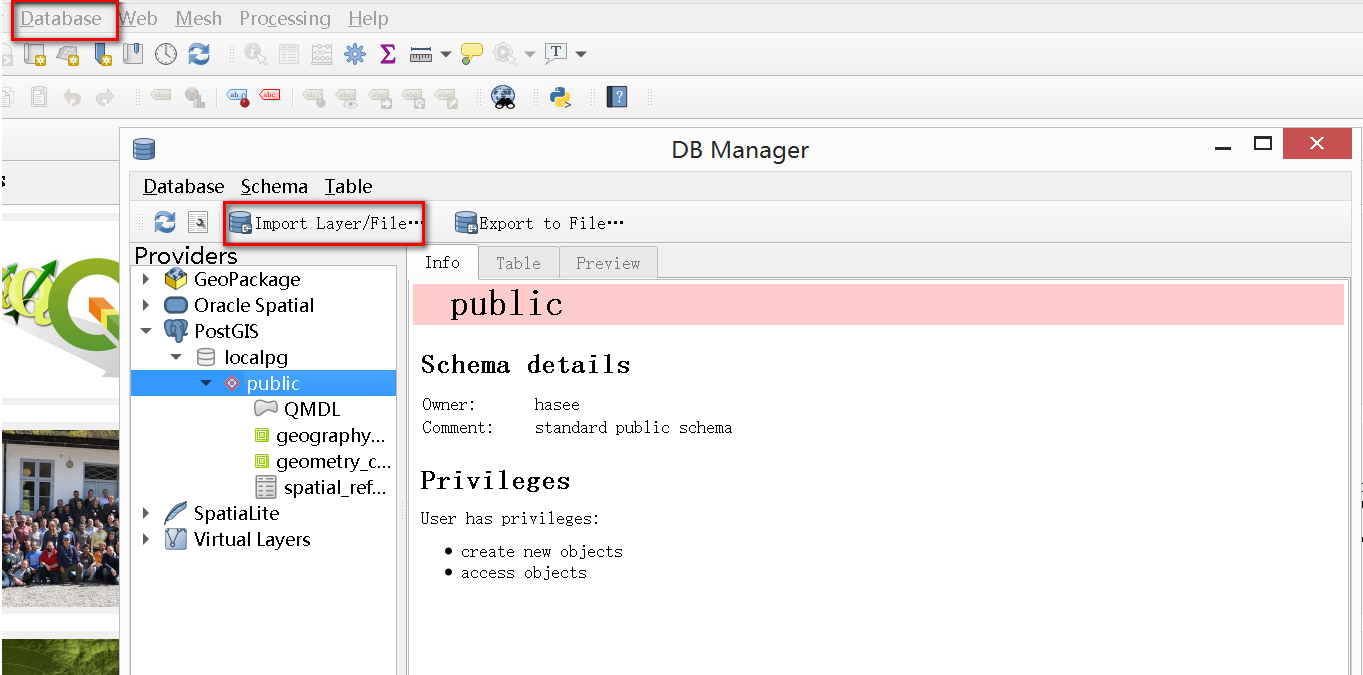 Database Web Mesh Processing Help
DB Manager
Database Schema Table
Import Layer/File… Export to File…
Providers
Info Table Preview
GeoPackage
Oracle Spatial
PostGIS
localpg
public
QMDL
geography...
geometry_c...
spatial_ref...
SpatiaLite
Virtual Layers
public
Schema details
Owner: hasee
Comment: standard public schema
Privileges
User has privileges:
• create new objects
• access objects